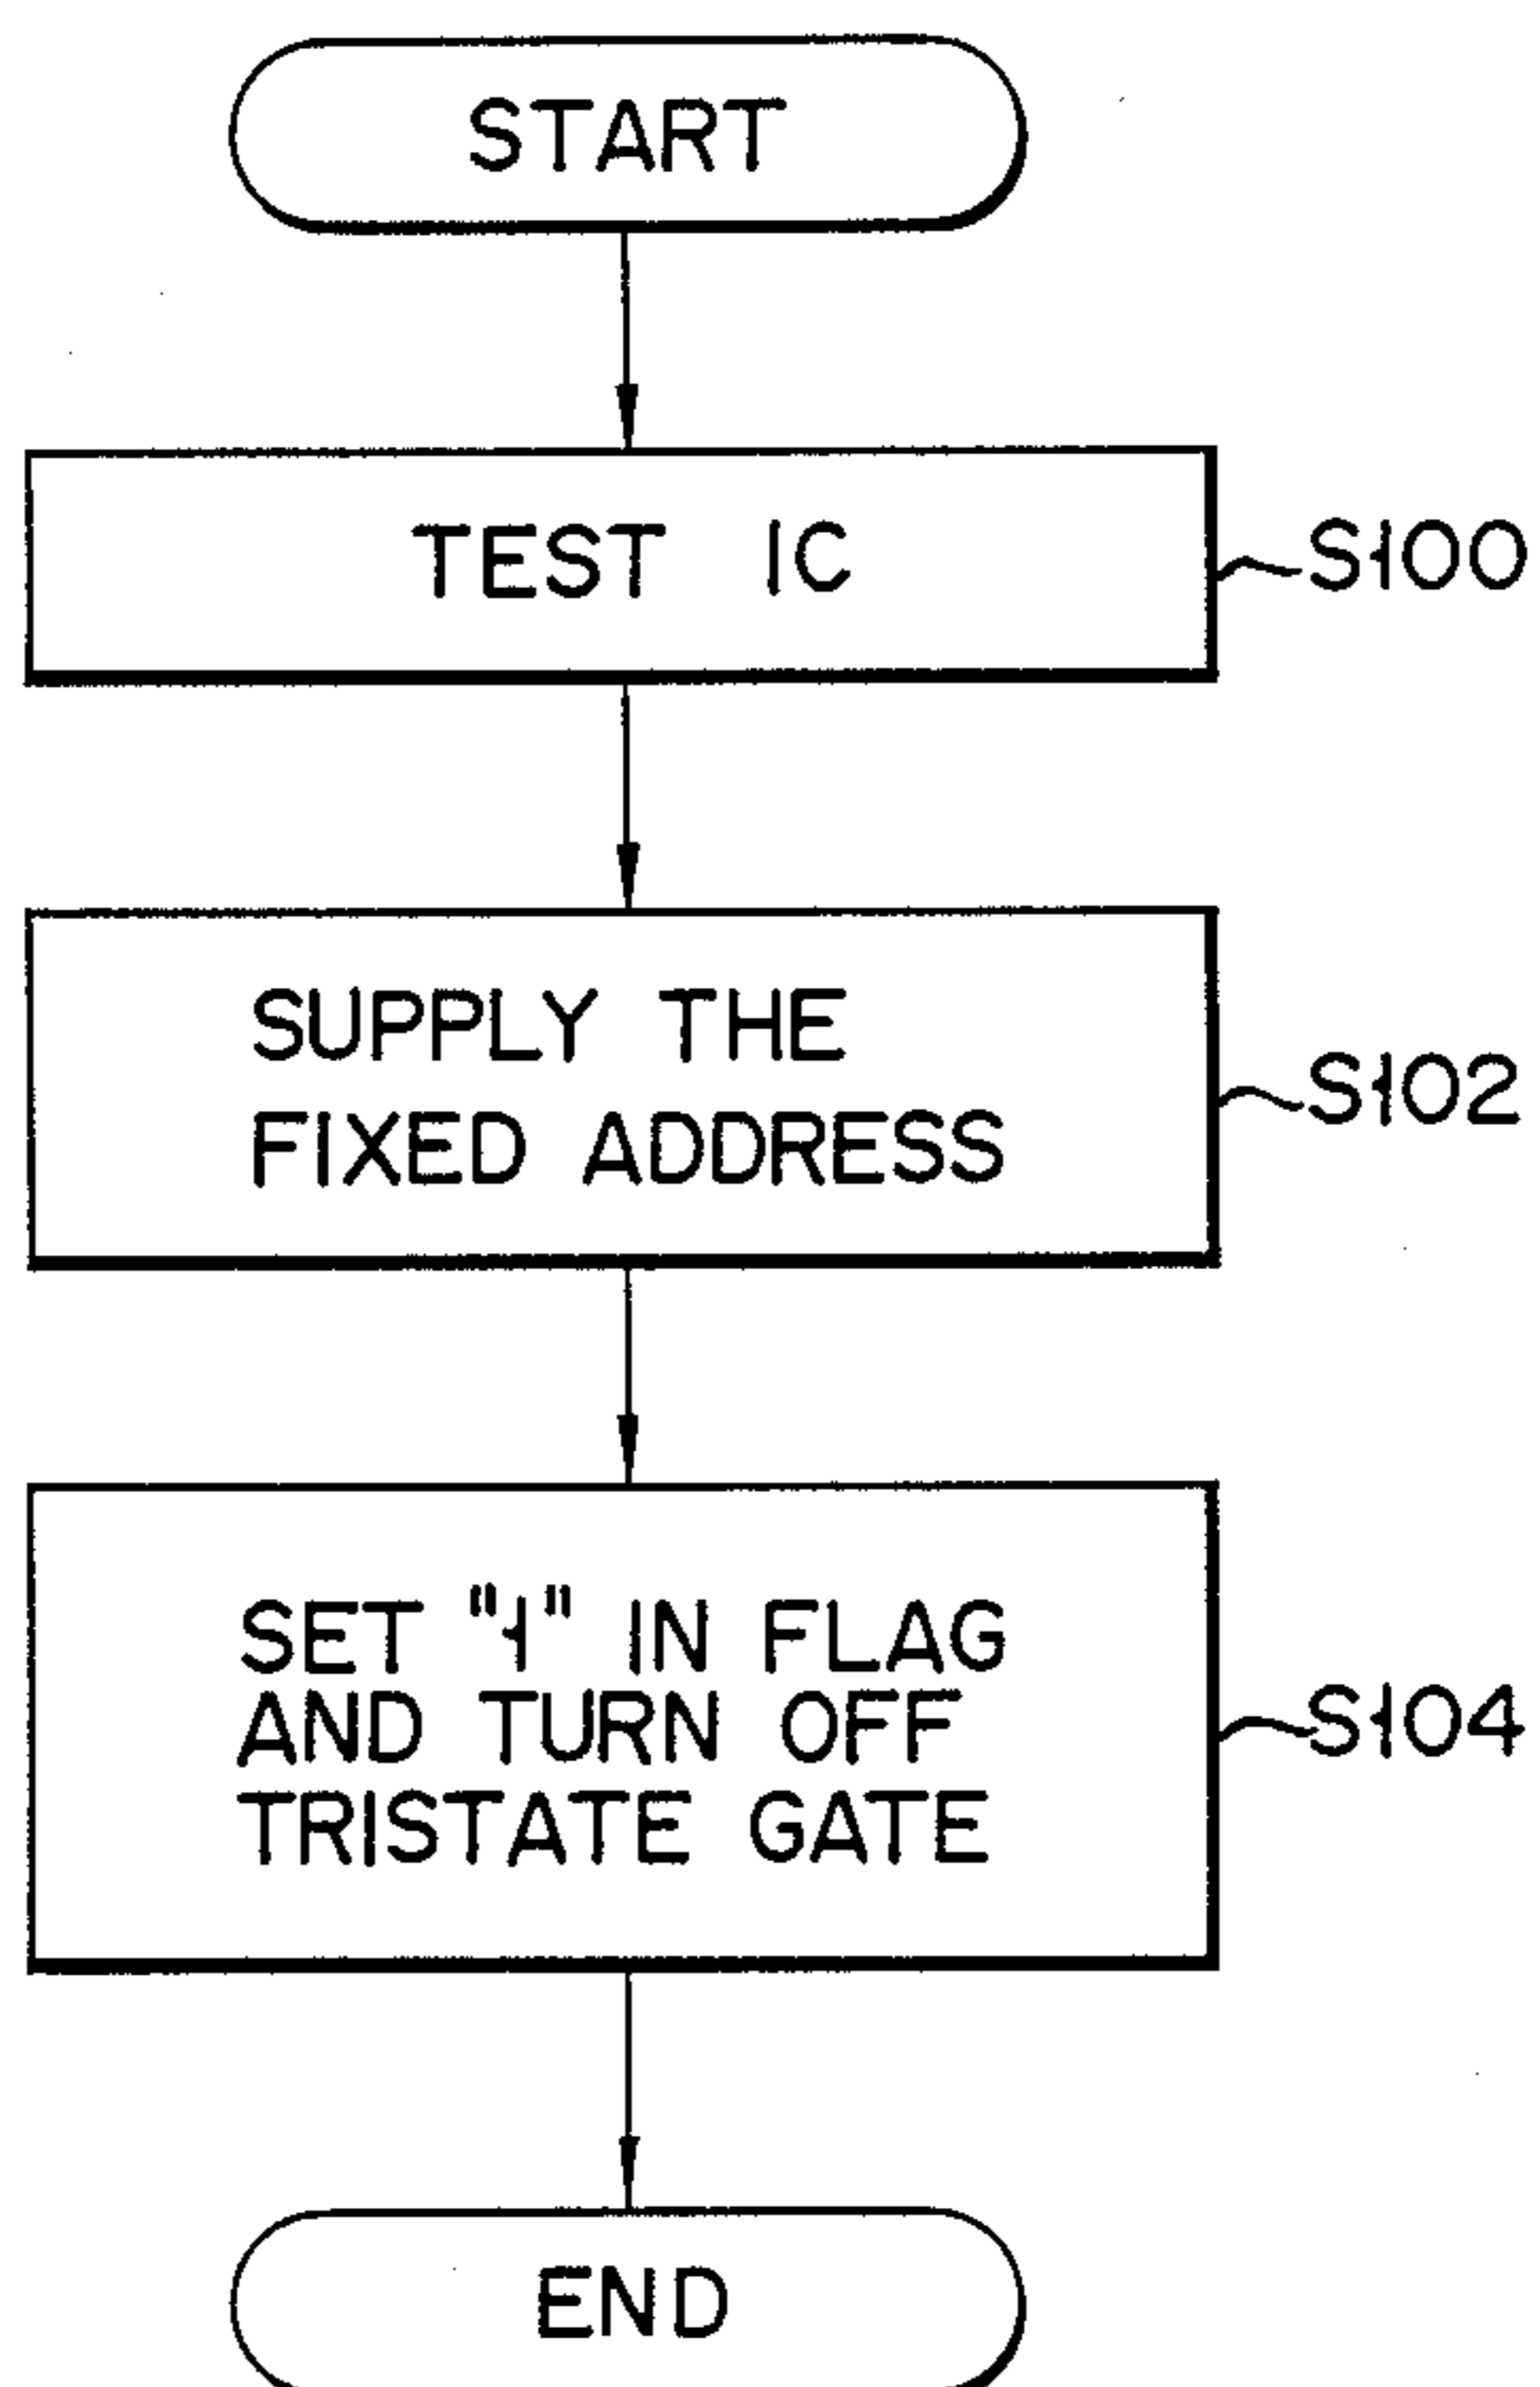 START
TEST IC
S100
SUPPLY THE
FIXED ADDRESS
S102
SET "1" IN FLAG
AND TURN OFF
TRISTATE GATE
S104
END